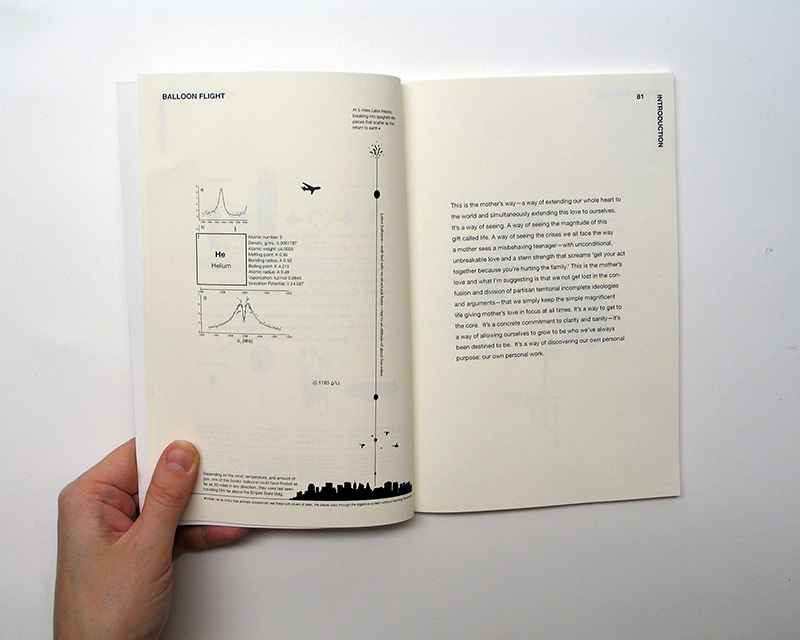 BALLOON FLIGHT
At 5 miles Latex freezes,
breaking into spaghetti-like
pieces that scatter as they
return to earth
a)
b)
He
Helium
Atomic number: 2
Density, g/mL: 0.0001787
Atomic weight: u4.0026
Melting point: K 0.95
Bonding radius: A 0.93
Boiling point: K 4.215
Atomic radius: A 0.49
Vaporization: kJ/mol 0.0845
Ionization Potential: V 24.587
c)
(MHz)
(0.1785 g/L)
Depending on the wind, temperature, and amount of
gas, one of this books' balloons could have floated as
far as 20 miles in any direction...they were last seen
traveling NW far above the Empire State bldg.
81
INTRODUCTION
This is the mother's way—a way of extending our whole heart to
the world and simultaneously extending this love to ourselves.
It's a way of seeing. A way of seeing the magnitude of this
gift called life. A way of seeing the crises we all face the way
a mother sees a misbehaving teenager—with unconditional,
unbreakable love and a stern strength that screams 'get your act
together because you're hurting the family.' This is the mother's
love and what I'm suggesting is that we not get lost in the con-
fusion and division of partisan territorial incomplete ideologies
and arguments—that we simply keep the simple magnificent
life giving mother's love in focus at all times. It's a way to get to
the core. It's a concrete commitment to clarity and sanity—it's
a way of allowing ourselves to grow to be who we've always
been destined to be. It's a way of discovering our own personal
purpose; our own personal work.